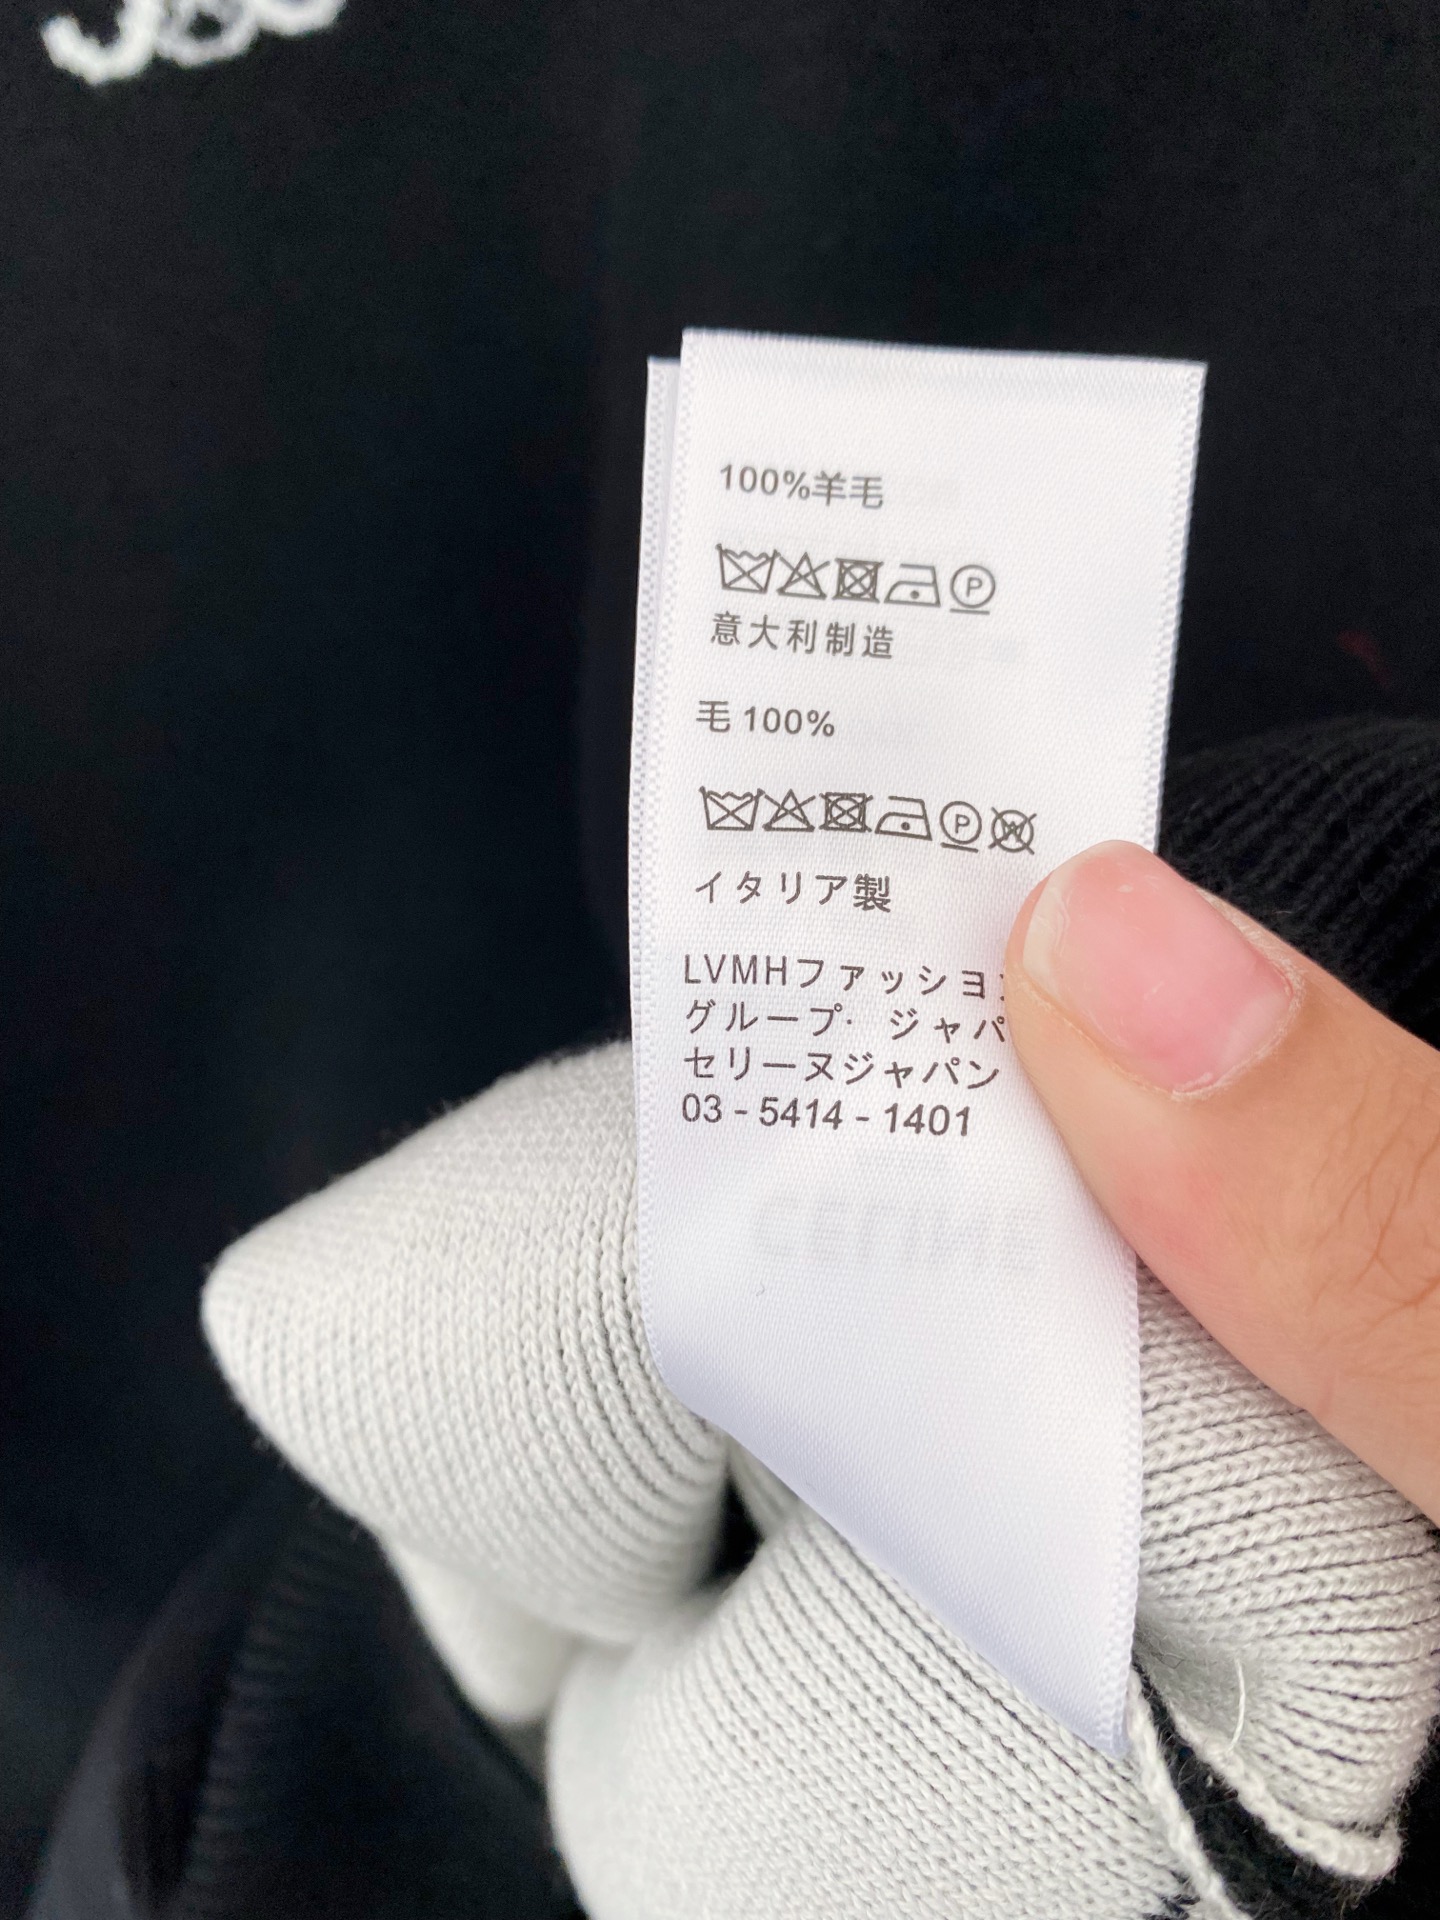 100%羊毛
P
意大利制造
毛 100%
P W
イタリア製
LVMHファッショ
グループ· ジャパ
セリーヌジャパン
03 - 5414 - 1401